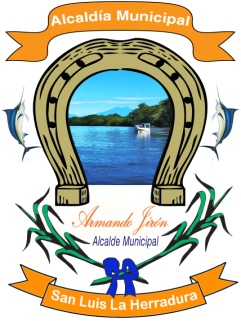 Alcaldía Municipal
Armando Jirón
Alcalde Municipal
San Luis La Herradura